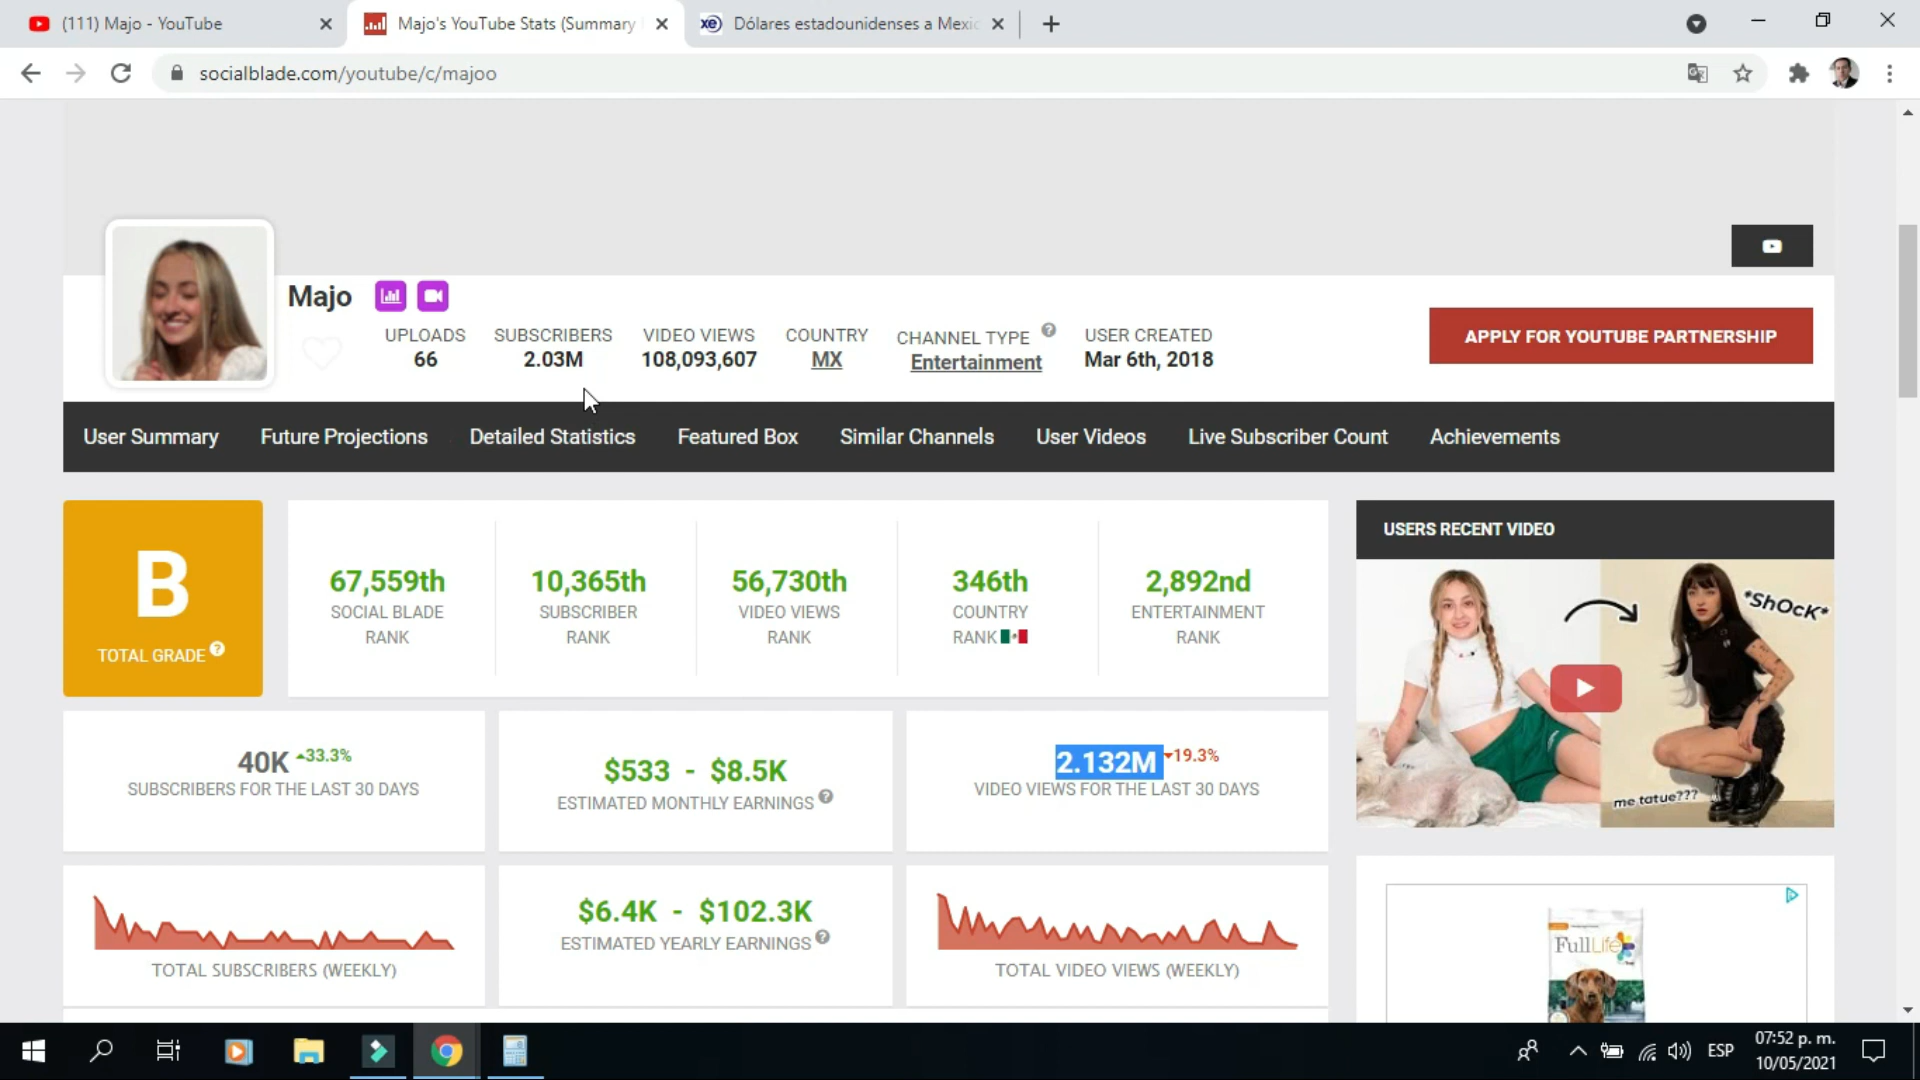 (111) Majo - YouTube
Majo's YouTube Stats (Summary
xe
Dólares estadounidenses a Mexic
socialblade.com/youtube/c/majoo
Majo
UPLOADS
66
SUBSCRIBERS
2.03M
VIDEO VIEWS
108,093,607
COUNTRY
MX
CHANNEL TYPE ?
Entertainment
USER CREATED
Mar 6th, 2018
APPLY FOR YOUTUBE PARTNERSHIP
User Summary
Future Projections
Detailed Statistics
Featured Box
Similar Channels
User Videos
Live Subscriber Count
Achievements
B
TOTAL GRADE ?
67,559th
SOCIAL BLADE
RANK
10,365th
SUBSCRIBER
RANK
56,730th
VIDEO VIEWS
RANK
346th
COUNTRY
RANK
2,892nd
ENTERTAINMENT
RANK
USERS RECENT VIDEO
*ShOcK*
me tatue???
40K 33.3%
SUBSCRIBERS FOR THE LAST 30 DAYS
$533 - $8.5K
ESTIMATED MONTHLY EARNINGS ?
2.132M 19.3%
VIDEO VIEWS FOR THE LAST 30 DAYS
TOTAL SUBSCRIBERS (WEEKLY)
$6.4K - $102.3K
ESTIMATED YEARLY EARNINGS ?
TOTAL VIDEO VIEWS (WEEKLY)
FullLife
ESP
07:52 p. m.
10/05/2021